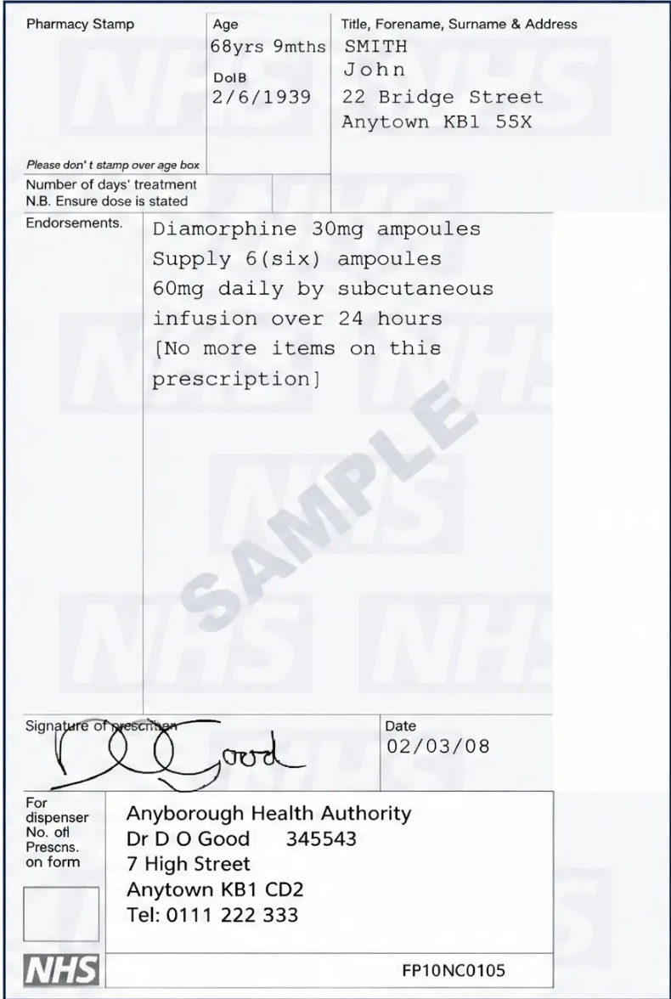 Pharmacy Stamp
Age
68yrs 9mths
DoIB
2/6/1939
Title, Forename, Surname & Address
SMITH
John
22 Bridge Street
Anytown KB1 5SX
Please don't stamp over age box
Number of days' treatment
N.B. Ensure dose is stated
Endorsements.
Diamorphine 30mg ampoules
Supply 6(six) ampoules
60mg daily by subcutaneous
infusion over 24 hours
[No more items on this
prescription]
SAMPLE
Signature of prescriber
D O Good
Date
02/03/08
For
dispenser
No. of
Prescns.
on form
Anyborough Health Authority
Dr D O Good 345543
7 High Street
Anytown KB1 CD2
Tel: 0111 222 333
NHS
FP10NC0105